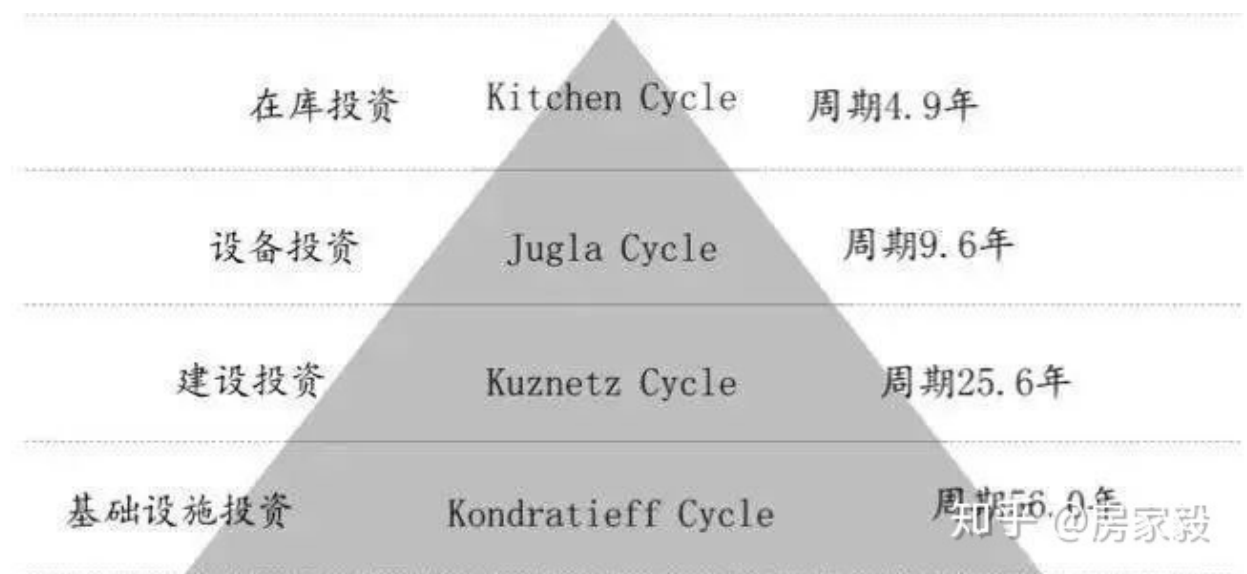 在库投资 Kitchen Cycle 周期4.9年
设备投资 Jugla Cycle 周期9.6年
建设投资 Kuznetz Cycle 周期25.6年
基础设施投资 Kondratieff Cycle 周期56.0年
知乎 @房家毅